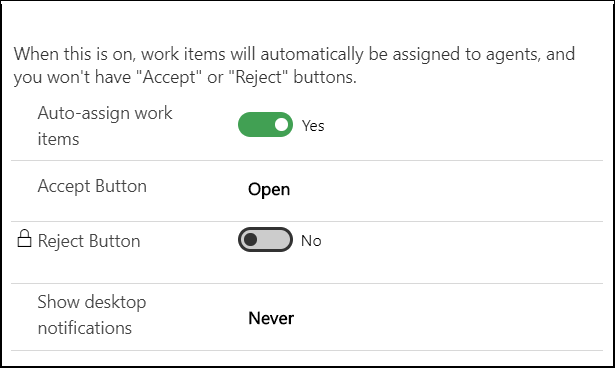 When this is on, work items will automatically be assigned to agents, and
you won't have "Accept" or "Reject" buttons.
Auto-assign work
items
Yes
Accept Button
Open
Reject Button
No
Show desktop
notifications
Never